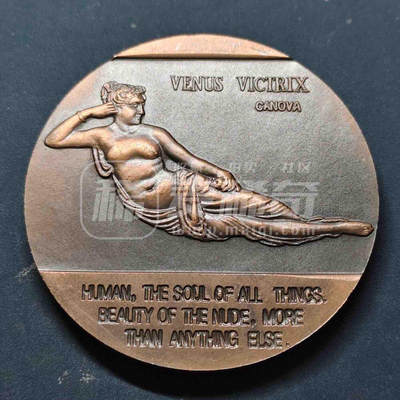 VENUS VICTRIX
CANOVA
HUMAN, THE SOUL OF ALL THINGS.
BEAUTY OF THE NUDE, MORE
THAN ANYTHING ELSE.